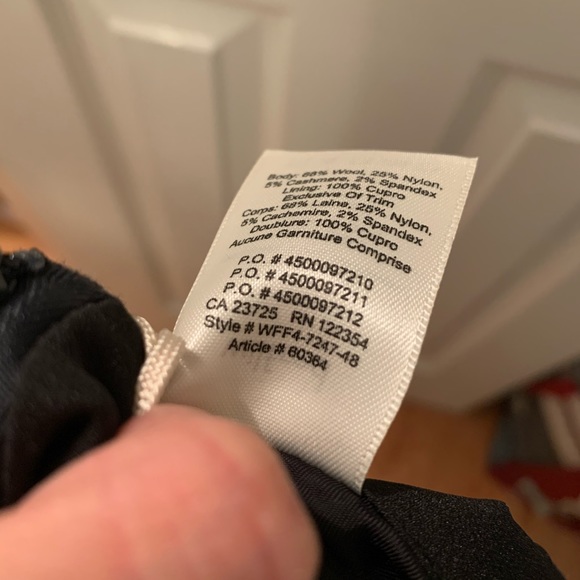 Body: 68% Wool, 25% Nylon,
5% Cashmere, 2% Spandex
Lining: 100% Cupro
Exclusive Of Trim
Corps: 68% Laine, 25% Nylon,
5% Cachemire, 2% Spandex
Doublure: 100% Cupro
Aucune Garniture Comprise
P.O. # 4500097210
P.O. # 4500097211
P.O. # 4500097212
CA 23725 RN 122354
Style # WFF4-7247-48
Article # 60364